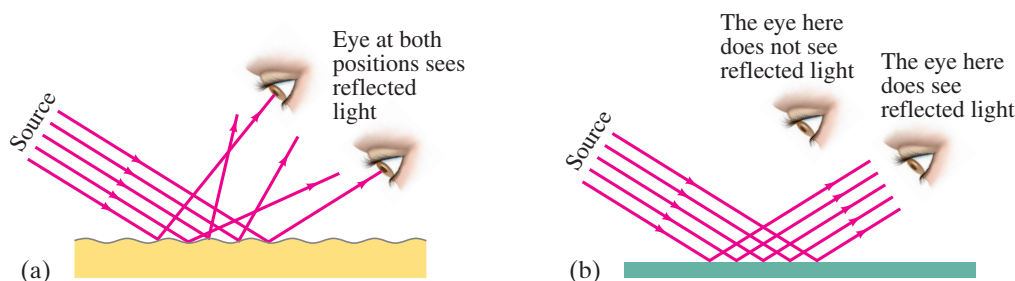 Eye at both
positions sees
reflected
light
Source
(a)
The eye here
does not see
reflected light
The eye here
does see
reflected light
Source
(b)